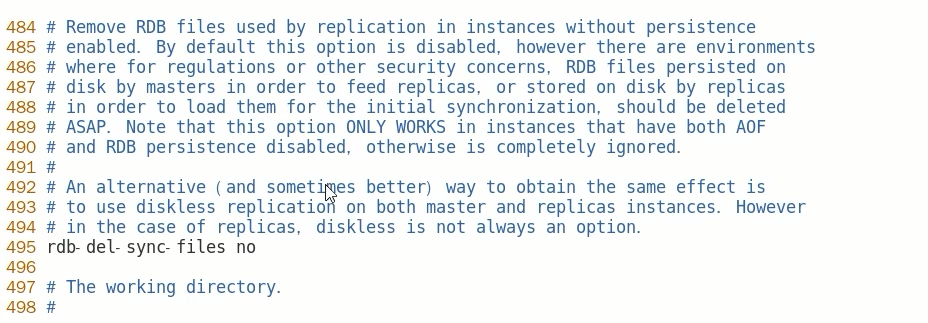 484 # Remove RDB files used by replication in instances without persistence
485 # enabled. By default this option is disabled, however there are environments
486 # where for regulations or other security concerns, RDB files persisted on
487 # disk by masters in order to feed replicas, or stored on disk by replicas
488 # in order to load them for the initial synchronization, should be deleted
489 # ASAP. Note that this option ONLY WORKS in instances that have both AOF
490 # and RDB persistence disabled, otherwise is completely ignored.
491 #
492 # An alternative (and sometimes better) way to obtain the same effect is
493 # to use diskless replication on both master and replicas instances. However
494 # in the case of replicas, diskless is not always an option.
495 rdb-del-sync-files no
496
497 # The working directory.
498 #